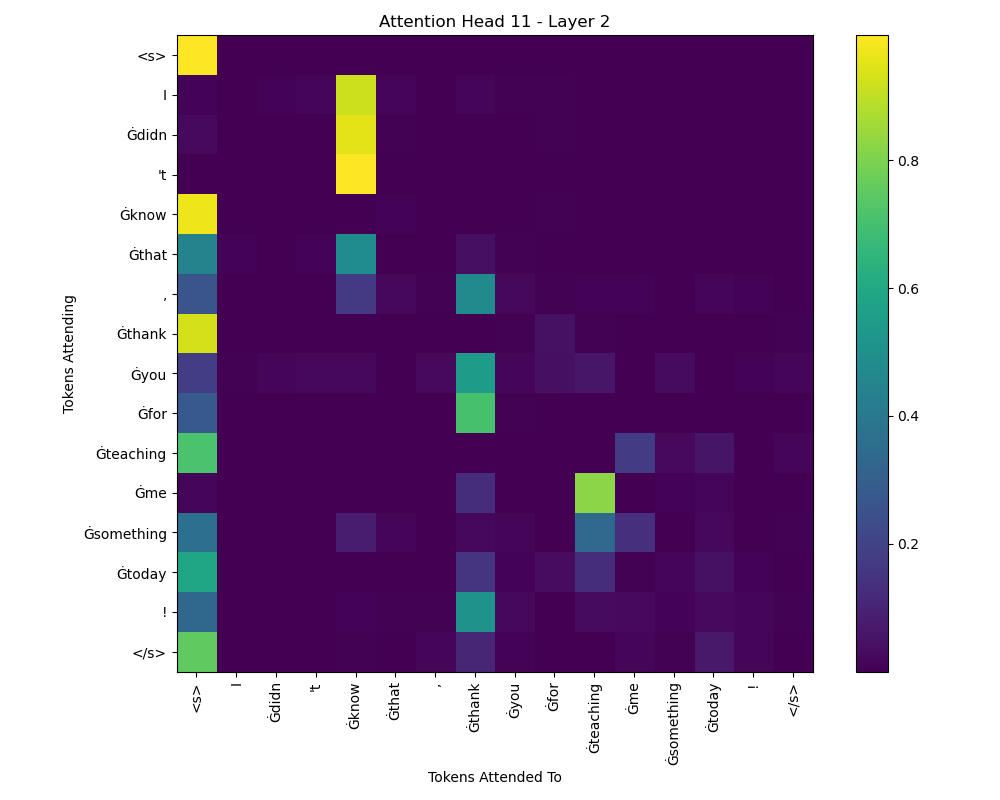 Attention Head 11 - Layer 2
<s>
I
Ġdidn
't
Ġknow
Ġthat
,
Ġthank
Ġyou
Ġfor
Ġteaching
Ġme
Ġsomething
Ġtoday
!
</s>
Tokens Attending
<s>
I
Ġdidn
't
Ġknow
Ġthat
,
Ġthank
Ġyou
Ġfor
Ġteaching
Ġme
Ġsomething
Ġtoday
!
</s>
Tokens Attended To
0.8
0.6
0.4
0.2